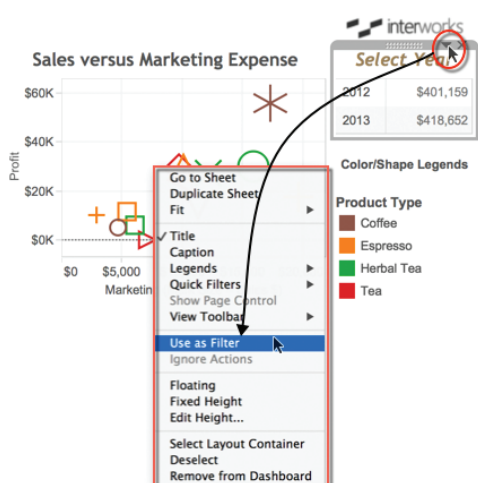 interworks
Sales versus Marketing Expense
Select Year
2012 $401,159
2013 $418,652
$60K
$40K
$20K
$0K
Profit
$0 $5,000
Marketin
Color/Shape Legends
Product Type
Coffee
Espresso
Herbal Tea
Tea
Go to Sheet
Duplicate Sheet
Fit
Title
Caption
Legends
Quick Filters
Show Page Control
View Toolbar
Use as Filter
Ignore Actions
Floating
Fixed Height
Edit Height...
Select Layout Container
Deselect
Remove from Dashboard